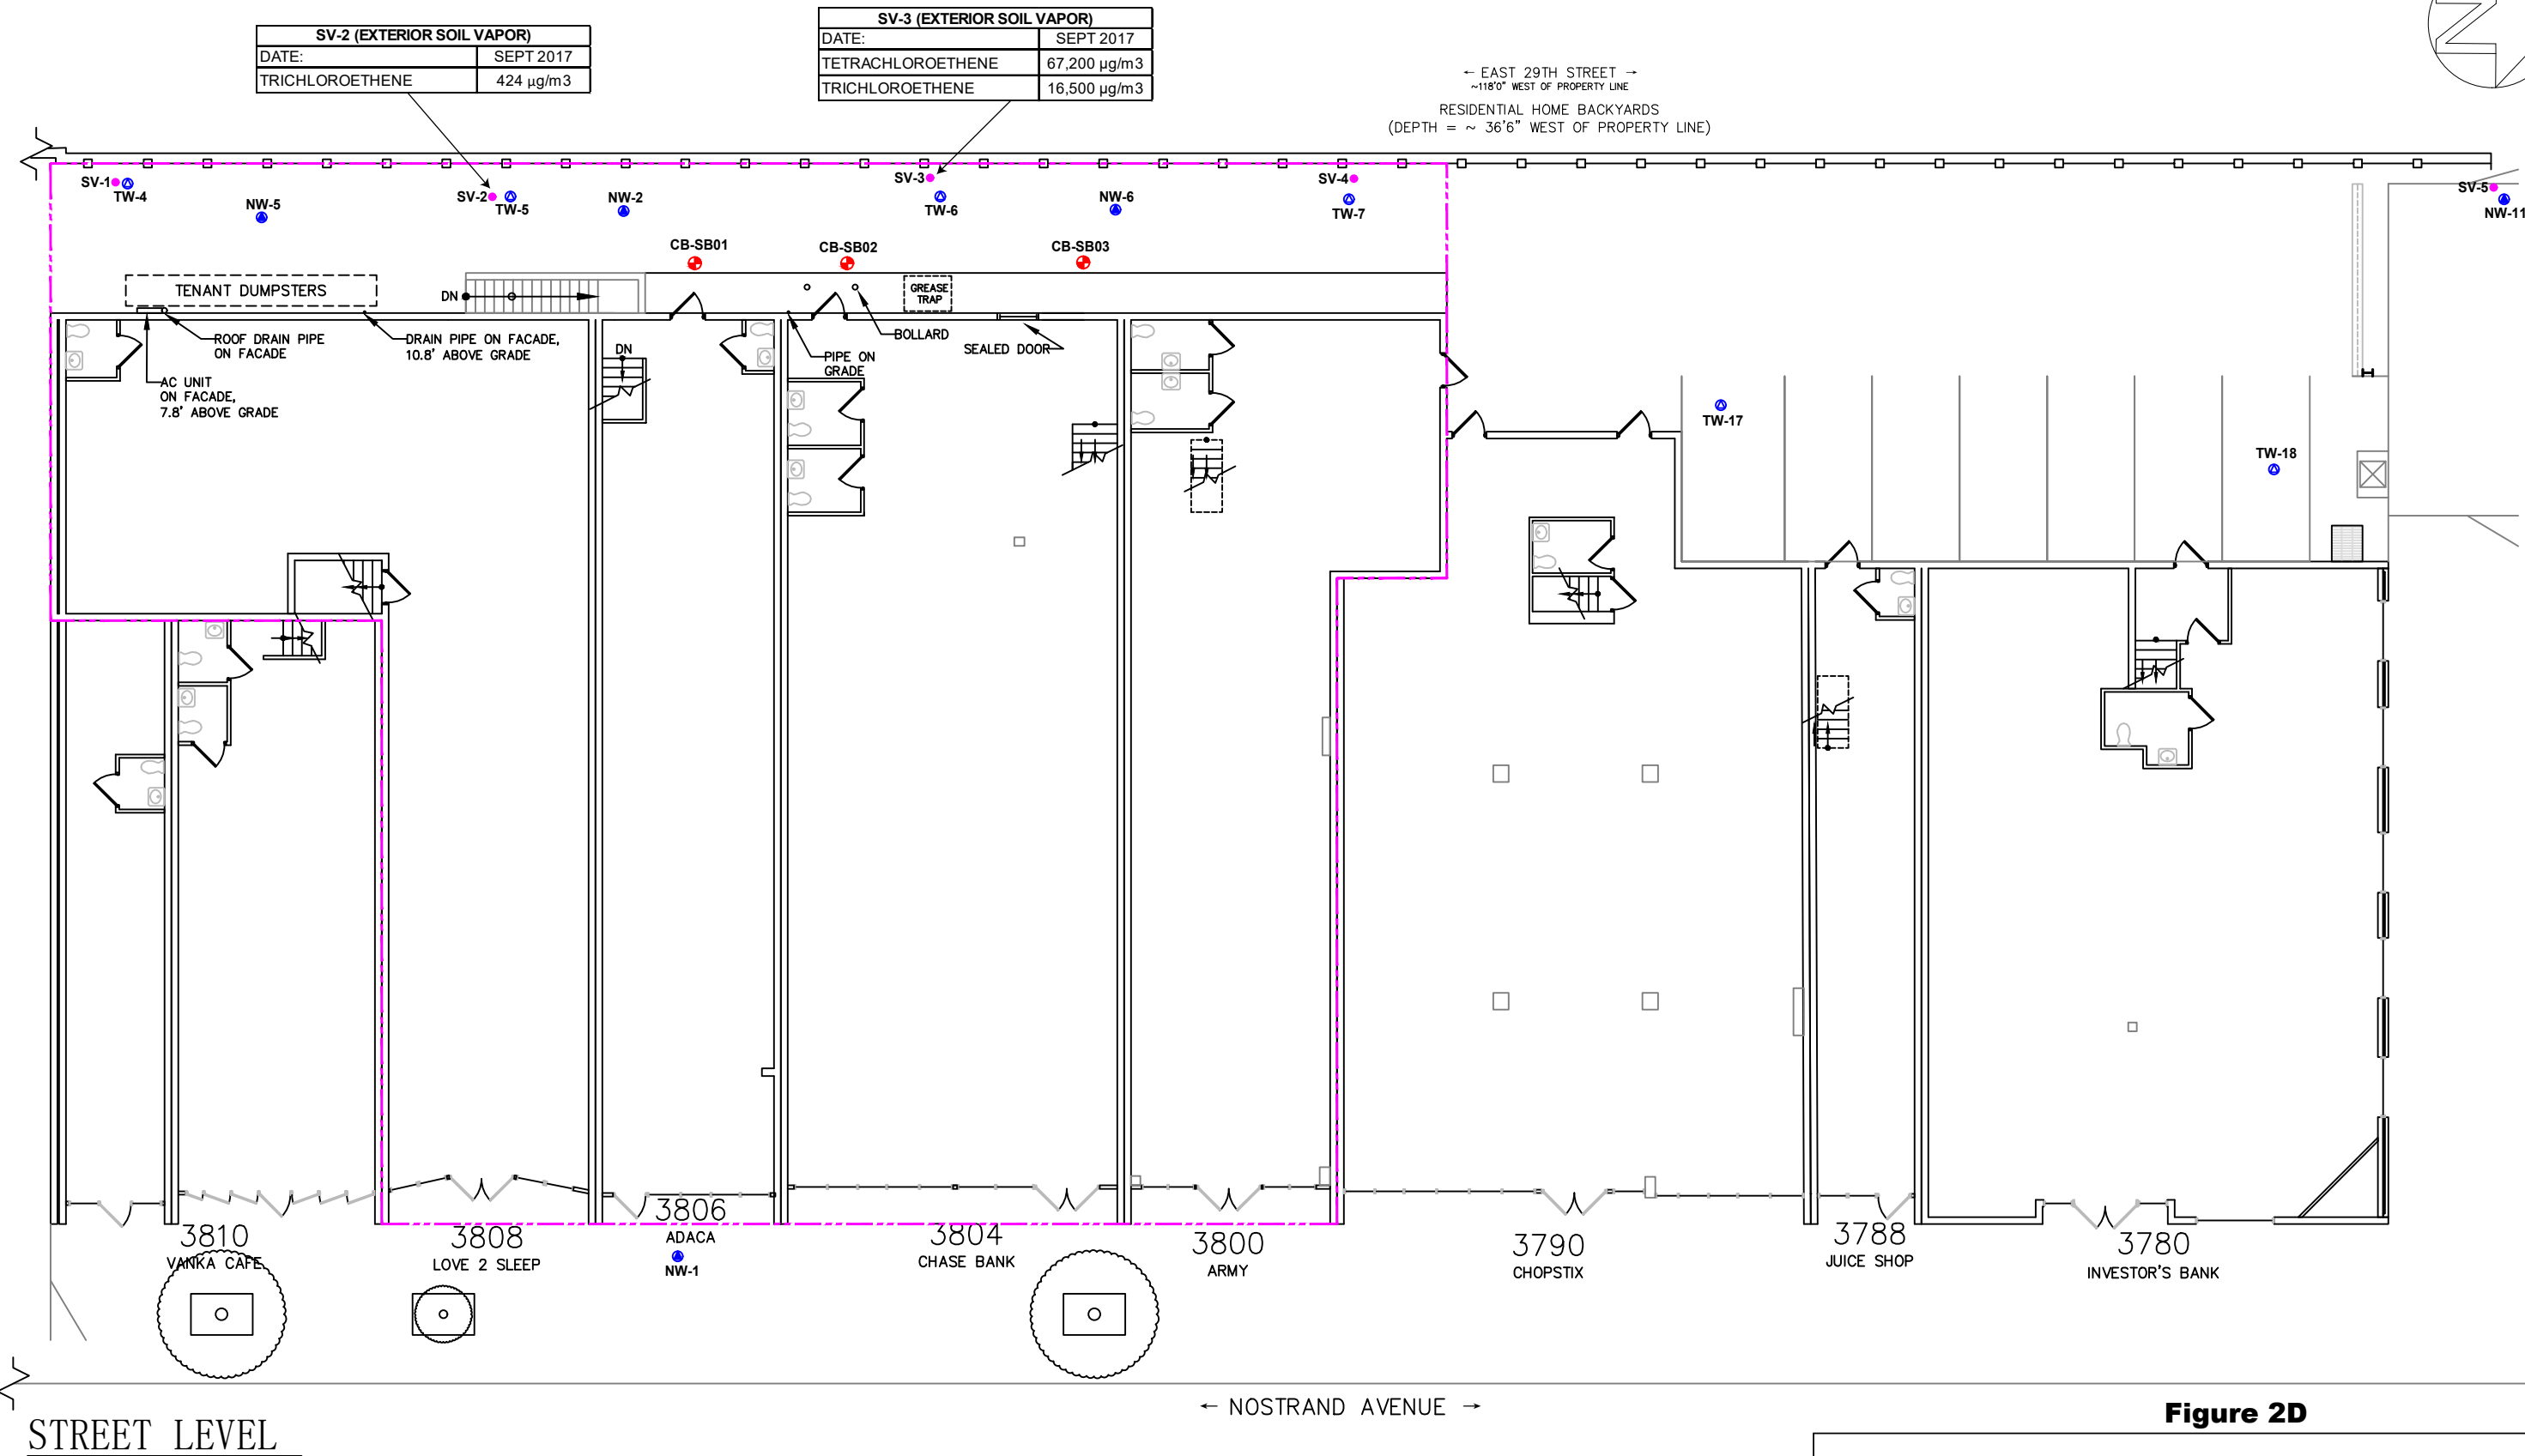 SV-2 (EXTERIOR SOIL VAPOR)
DATE: SEPT 2017
TRICHLOROETHENE 424 µg/m3
SV-3 (EXTERIOR SOIL VAPOR)
DATE: SEPT 2017
TETRACHLOROETHENE 67,200 µg/m3
TRICHLOROETHENE 16,500 µg/m3
← EAST 29TH STREET →
~118'0" WEST OF PROPERTY LINE
RESIDENTIAL HOME BACKYARDS
(DEPTH = ~ 36'6" WEST OF PROPERTY LINE)
SV-1
TW-4
NW-5
SV-2
TW-5
NW-2
SV-3
TW-6
NW-6
SV-4
TW-7
SV-5
NW-11
CB-SB01
CB-SB02
CB-SB03
TENANT DUMPSTERS
DN
GREASE
TRAP
ROOF DRAIN PIPE
ON FACADE
DRAIN PIPE ON FACADE,
10.8' ABOVE GRADE
AC UNIT
ON FACADE,
7.8' ABOVE GRADE
DN
PIPE ON
GRADE
BOLLARD
SEALED DOOR
TW-17
TW-18
3810
VANKA CAFE
3808
LOVE 2 SLEEP
3806
ADACA
NW-1
3804
CHASE BANK
3800
ARMY
3790
CHOPSTIX
3788
JUICE SHOP
3780
INVESTOR'S BANK
← NOSTRAND AVENUE →
STREET LEVEL
Figure 2D